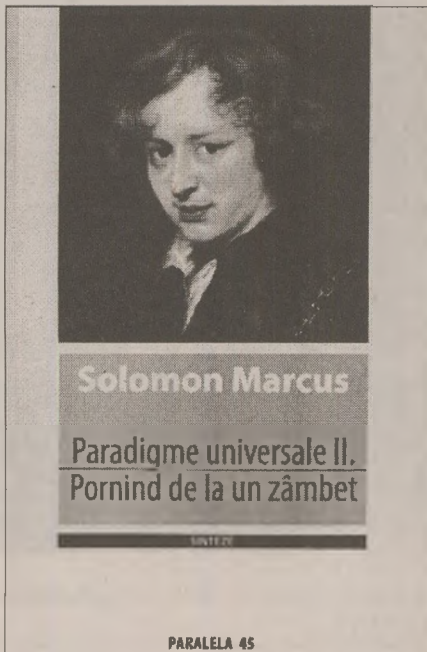 Solomon Marcus
Paradigme universale II.
Pornind de la un zâmbet
SINTEZE
PARALELA 45